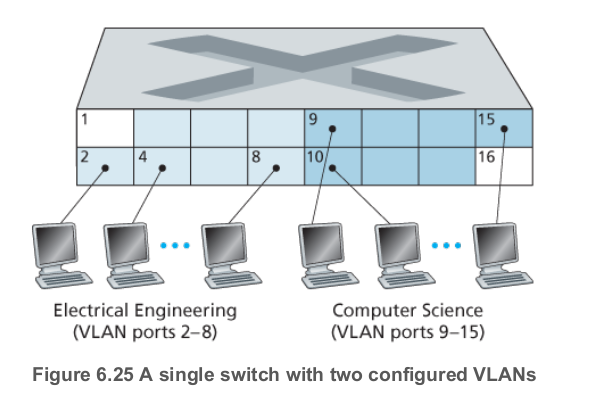 1
9
15
2
4
8
10
16
Electrical Engineering
(VLAN ports 2–8)
Computer Science
(VLAN ports 9–15)
Figure 6.25 A single switch with two configured VLANs